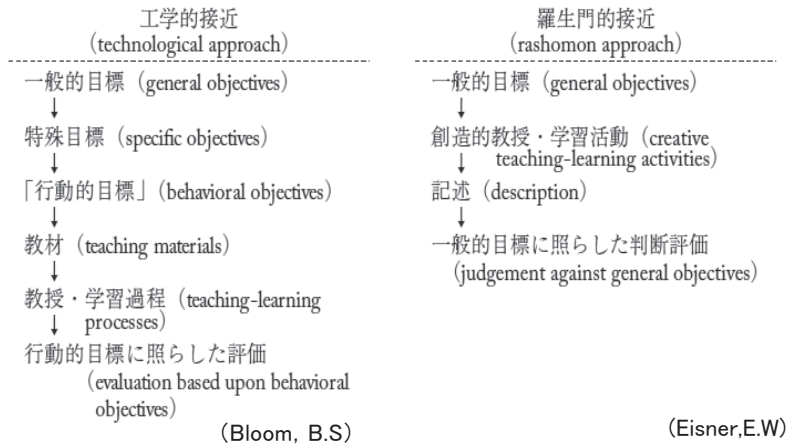 工学的接近
(technological approach)
一般的目標 (general objectives)
↓
特殊目標 (specific objectives)
↓
「行動的目標」(behavioral objectives)
↓
教材 (teaching materials)
↓
教授・学習過程 (teaching-learning
processes)
↓
行動的目標に照らした評価
(evaluation based upon behavioral
objectives)
(Bloom, B.S)
羅生門的接近
(rashomon approach)
一般的目標 (general objectives)
↓
創造的教授・学習活動 (creative
teaching-learning activities)
↓
記述 (description)
↓
一般的目標に照らした判断評価
(judgement against general objectives)
(Eisner,E.W)